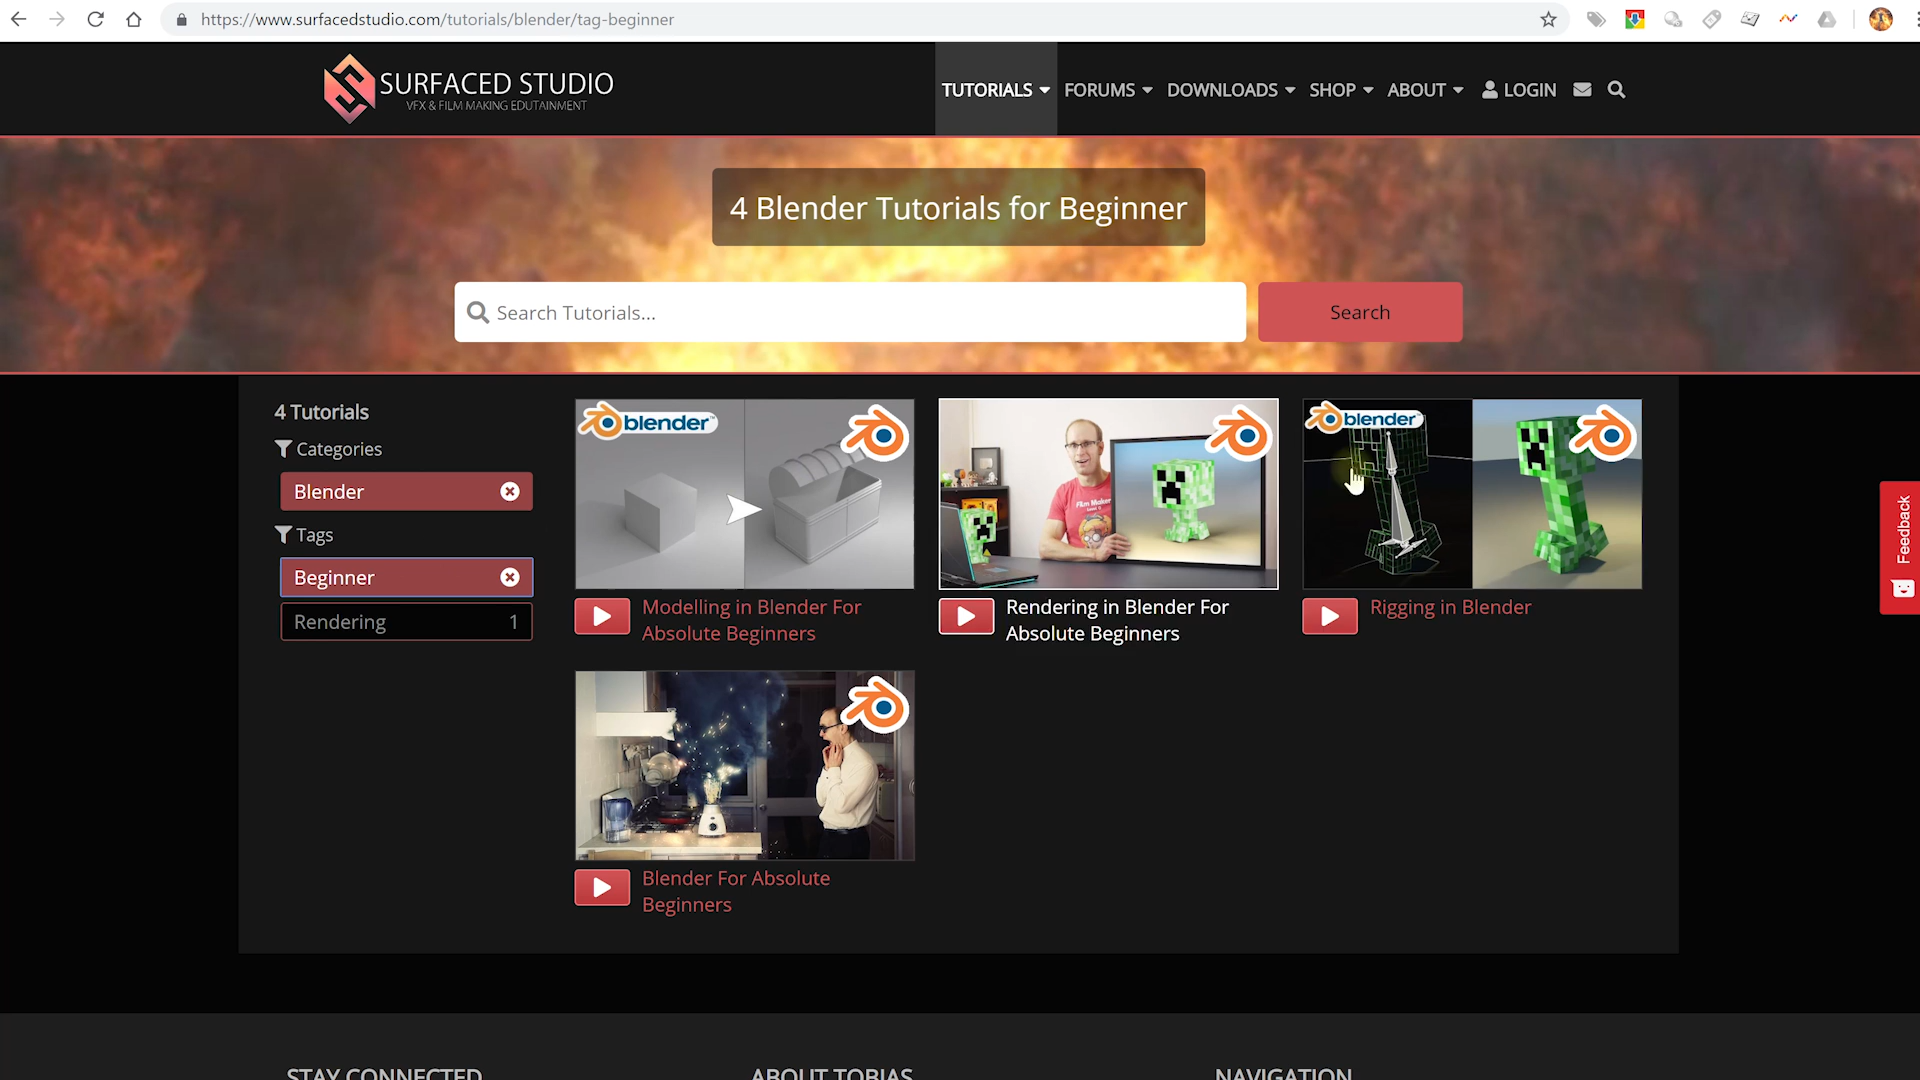 https://www.surfacedstudio.com/tutorials/blender/tag-beginner
SURFACED STUDIO
VFX & FILM MAKING EDUTAINMENT
TUTORIALS
FORUMS
DOWNLOADS
SHOP
ABOUT
LOGIN
4 Blender Tutorials for Beginner
Search Tutorials...
Search
4 Tutorials
Categories
Blender
Tags
Beginner
Rendering 1
blender
Modelling in Blender For
Absolute Beginners
Film Maker
Rendering in Blender For
Absolute Beginners
blender
Rigging in Blender
Blender For Absolute
Beginners
Feedback
STAY CONNECTED
ABOUT TOBIAS
NAVIGATION